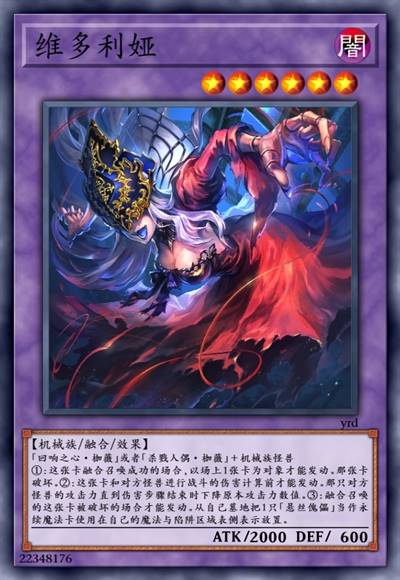 维多利娅
闇
yrd
【机械族/融合/效果】
「回响之心·枷薇」或者「杀戮人偶·枷薇」+机械族怪兽
①：这张卡融合召唤成功的场合，以场上1张卡为对象才能发动。那张卡
破坏。②：这张卡和对方怪兽进行战斗的伤害计算前才能发动。那只对方
怪兽的攻击力直到伤害步骤结束时下降原本攻击力数值。③：融合召唤
的这张卡被破坏的场合才能发动。从自己墓地把1只「悬丝傀儡」当作永
续魔法卡使用在自己的魔法与陷阱区域表侧表示放置。
ATK/2000 DEF/ 600
22348176